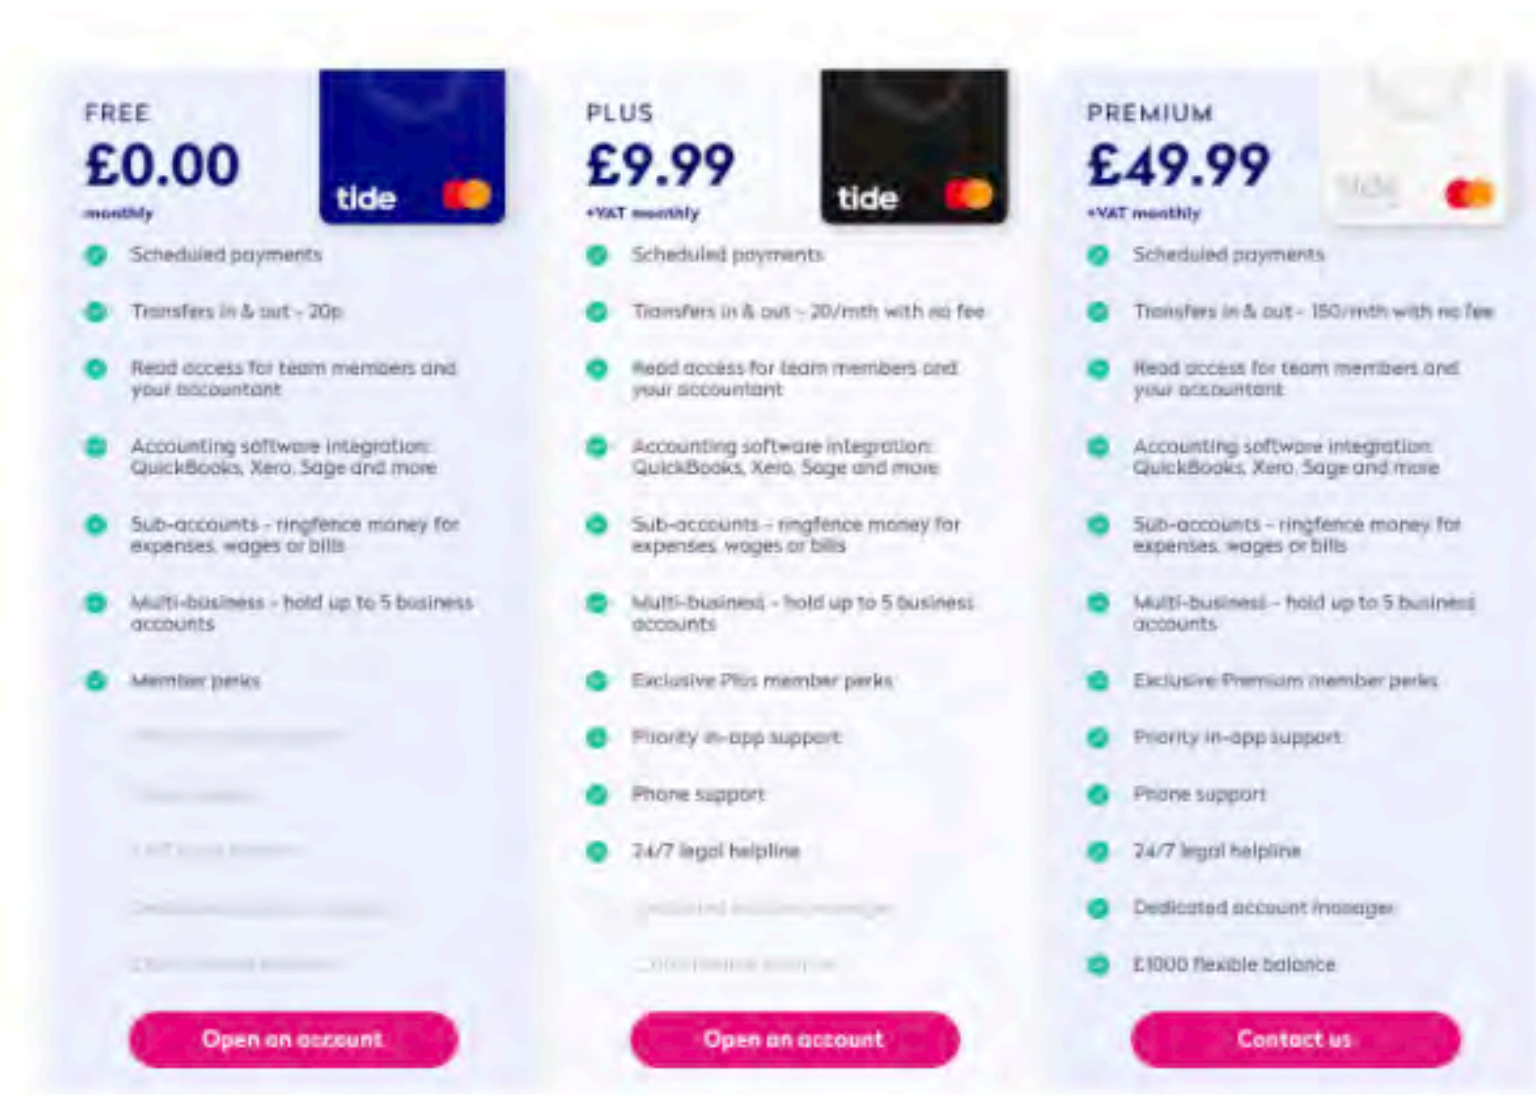 FREE
£0.00
monthly
tide
Scheduled payments
Transfers in & out - 20p
Read access for team members and
your accountant
Accounting software integration:
QuickBooks, Xero, Sage and more
Sub-accounts - ringfence money for
expenses, wages or bills
Multi-business - hold up to 5 business
accounts
Member perks
Open an account
PLUS
£9.99
+VAT monthly
tide
Scheduled payments
Transfers in & out - 20/mth with no fee
Read access for team members and
your accountant
Accounting software integration:
QuickBooks, Xero, Sage and more
Sub-accounts - ringfence money for
expenses, wages or bills
Multi-business - hold up to 5 business
accounts
Exclusive Plus member perks
Priority in-app support
Phone support
24/7 legal helpline
Dedicated account manager
Open an account
PREMIUM
£49.99
+VAT monthly
tide
Scheduled payments
Transfers in & out - 150/mth with no fee
Read access for team members and
your accountant
Accounting software integration:
QuickBooks, Xero, Sage and more
Sub-accounts - ringfence money for
expenses, wages or bills
Multi-business - hold up to 5 business
accounts
Exclusive Premium member perks
Priority in-app support
Phone support
24/7 legal helpline
Dedicated account manager
£1000 flexible balance
Contact us